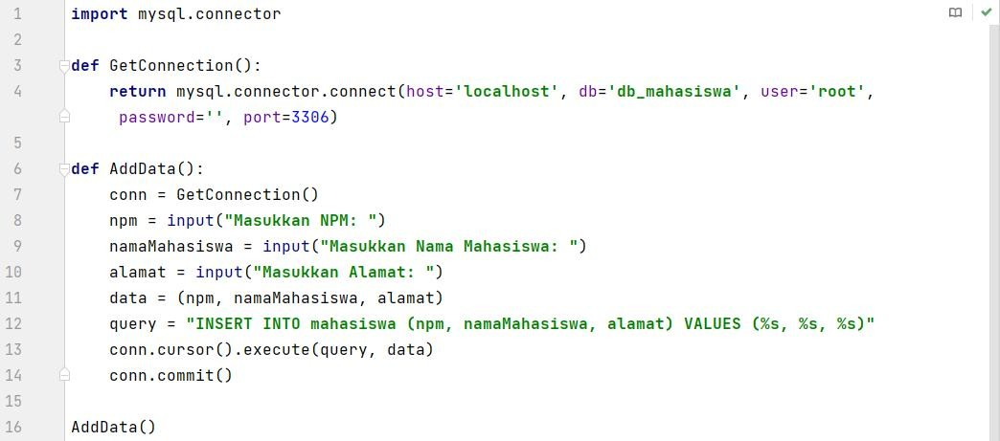 1 import mysql.connector
2
3 def GetConnection():
4     return mysql.connector.connect(host='localhost', db='db_mahasiswa', user='root',
     password='', port=3306)
5
6 def AddData():
7     conn = GetConnection()
8     npm = input("Masukkan NPM: ")
9     namaMahasiswa = input("Masukkan Nama Mahasiswa: ")
10     alamat = input("Masukkan Alamat: ")
11     data = (npm, namaMahasiswa, alamat)
12     query = "INSERT INTO mahasiswa (npm, namaMahasiswa, alamat) VALUES (%s, %s, %s)"
13     conn.cursor().execute(query, data)
14     conn.commit()
15
16 AddData()